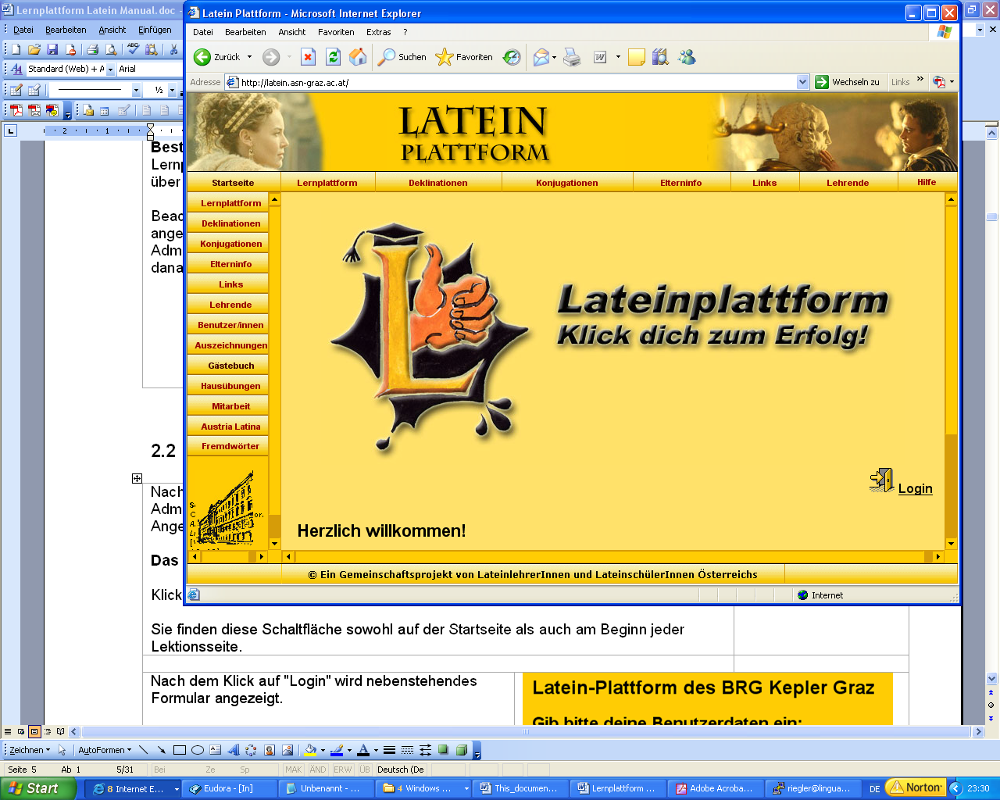 Lernplattform Latein Manual.doc -
Datei Bearbeiten Ansicht Einfügen
Standard (Web) + A Arial
½
2 1
Best
Lernp
über
Beac
ange
Adm
dana
2.2
Nach
Adm
Ange
Das
Klick
Latein Plattform - Microsoft Internet Explorer
Datei Bearbeiten Ansicht Favoriten Extras ?
Zurück Suchen Favoriten
Adresse http://latein.asn-graz.ac.at/ Wechseln zu Links »
LATEIN
PLATTFORM
Startseite Lernplattform Deklinationen Konjugationen Elterninfo Links Lehrende Hilfe
Lernplattform
Deklinationen
Konjugationen
Elterninfo
Links
Lehrende
Benutzer/innen
Auszeichnungen
Gästebuch
Hausübungen
Mitarbeit
Austria Latina
Fremdwörter
L
Lateinplattform
Klick dich zum Erfolg!
Login
Herzlich willkommen!
© Ein Gemeinschaftsprojekt von LateinlehrerInnen und LateinschülerInnen Österreichs
Internet
Sie finden diese Schaltfläche sowohl auf der Startseite als auch am Beginn jeder
Lektionsseite.
Nach dem Klick auf "Login" wird nebenstehendes
Formular angezeigt.
Latein-Plattform des BRG Kepler Graz
Gib bitte deine Benutzerdaten ein:
Zeichnen AutoFormen
Seite 5 Ab 1 5/31 Bei Ze Sp MAK ÄND ERW ÜB Deutsch (De
Start 8 Internet E... Eudora - [In] Unbenannt - ... 4 Windows ... This_documen... Lernplattform ... Adobe Acroba... riegler@lingua... DE Norton 23:30